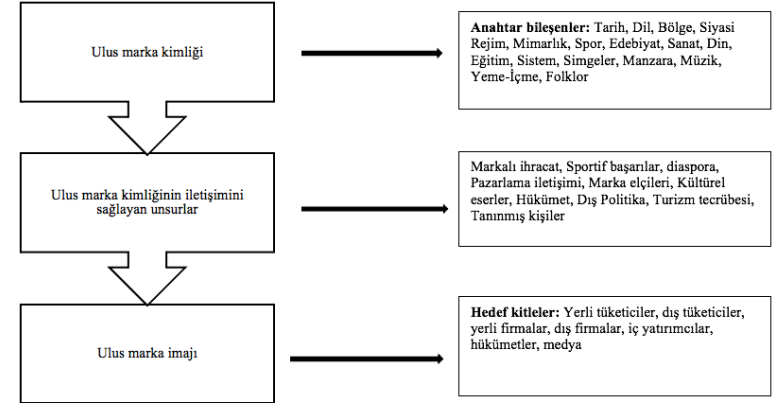 Ulus marka kimliği
Anahtar bileşenler: Tarih, Dil, Bölge, Siyasi
Rejim, Mimarlık, Spor, Edebiyat, Sanat, Din,
Eğitim, Sistem, Simgeler, Manzara, Müzik,
Yeme-İçme, Folklor
Ulus marka kimliğinin iletişimini
sağlayan unsurlar
Markalı ihracat, Sportif başarılar, diaspora,
Pazarlama iletişimi, Marka elçileri, Kültürel
eserler, Hükümet, Dış Politika, Turizm tecrübesi,
Tanınmış kişiler
Ulus marka imajı
Hedef kitleler: Yerli tüketiciler, dış tüketiciler,
yerli firmalar, dış firmalar, iç yatırımcılar,
hükümetler, medya